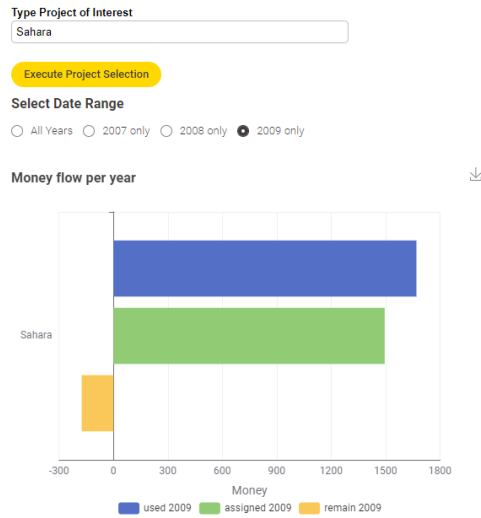 Type Project of Interest
Sahara
Execute Project Selection
Select Date Range
All Years 2007 only 2008 only 2009 only
Money flow per year
Sahara
-300 0 300 600 900 1200 1500 1800
Money
used 2009 assigned 2009 remain 2009